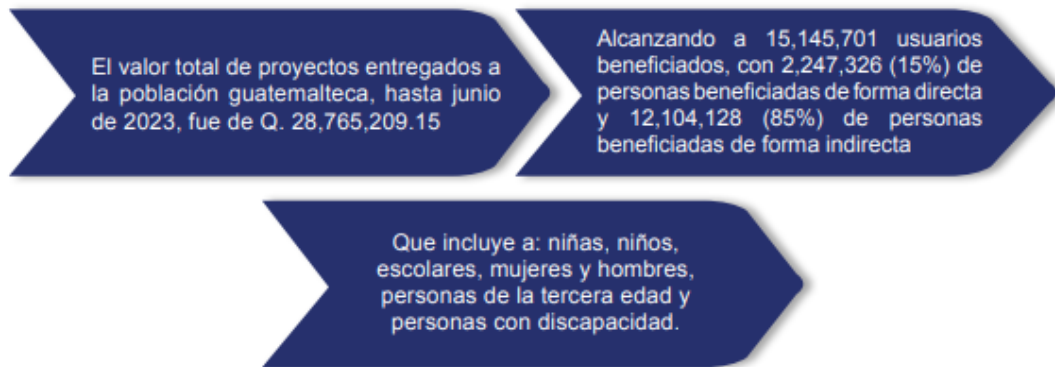 El valor total de proyectos entregados a
la población guatemalteca, hasta junio
de 2023, fue de Q. 28,765,209.15
Alcanzando a 15,145,701 usuarios
beneficiados, con 2,247,326 (15%) de
personas beneficiadas de forma directa
y 12,104,128 (85%) de personas
beneficiadas de forma indirecta
Que incluye a: niñas, niños,
escolares, mujeres y hombres,
personas de la tercera edad y
personas con discapacidad.